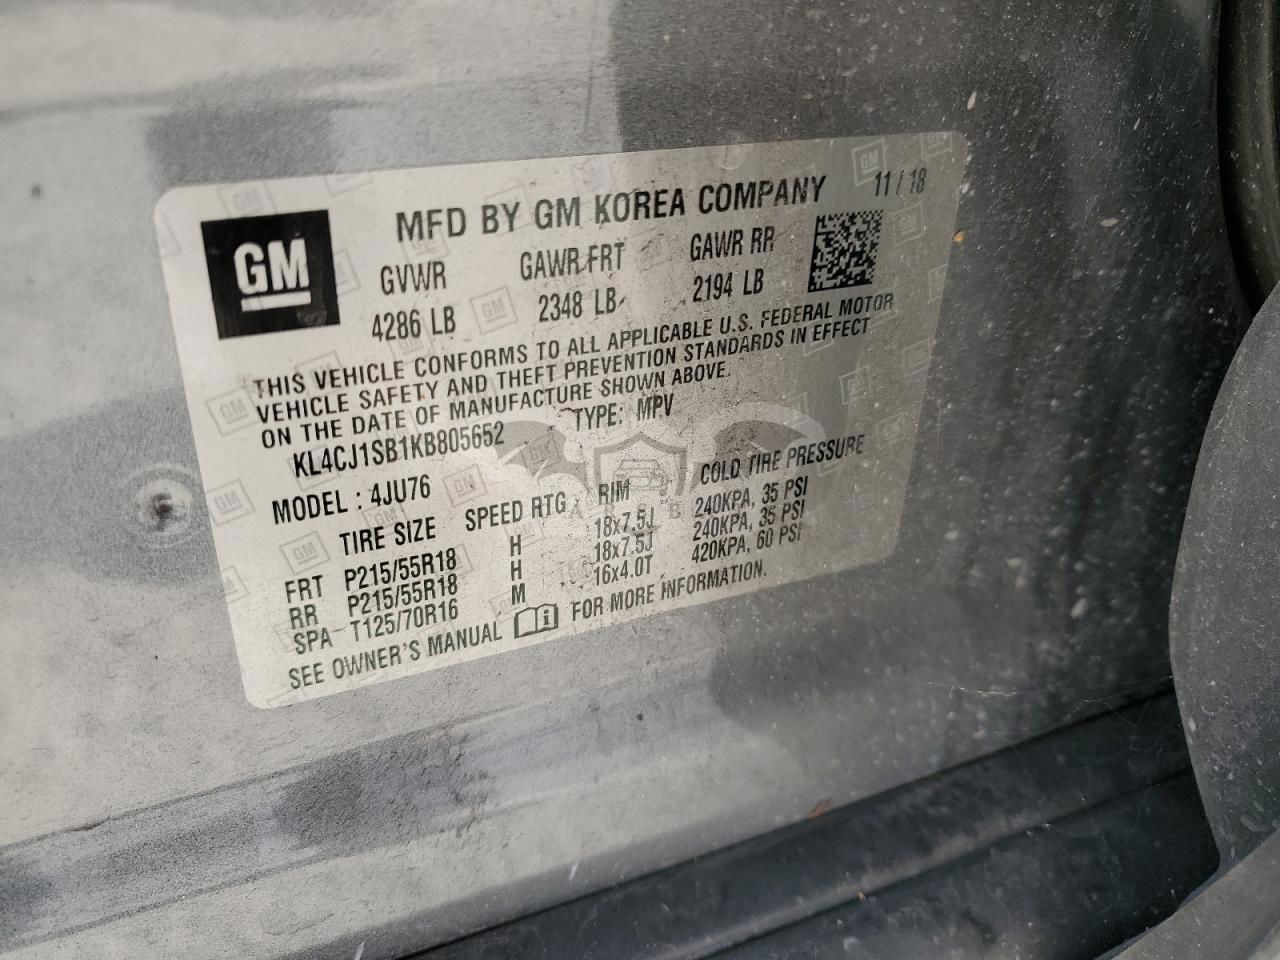 GM
MFD BY GM KOREA COMPANY 11/18
GVWR GAWR FRT GAWR RR
4286 LB 2348 LB 2194 LB
THIS VEHICLE CONFORMS TO ALL APPLICABLE U.S. FEDERAL MOTOR
VEHICLE SAFETY AND THEFT PREVENTION STANDARDS IN EFFECT
ON THE DATE OF MANUFACTURE SHOWN ABOVE.
KL4CJ1SB1KB805652 TYPE: MPV
MODEL : 4JU76
TIRE SIZE SPEED RTG RIM COLD TIRE PRESSURE
FRT P215/55R18 H 18x7.5J 240KPA, 35 PSI
RR P215/55R18 H 18x7.5J 240KPA, 35 PSI
SPA T125/70R16 M 16x4.0T 420KPA, 60 PSI
SEE OWNER'S MANUAL FOR MORE INFORMATION.